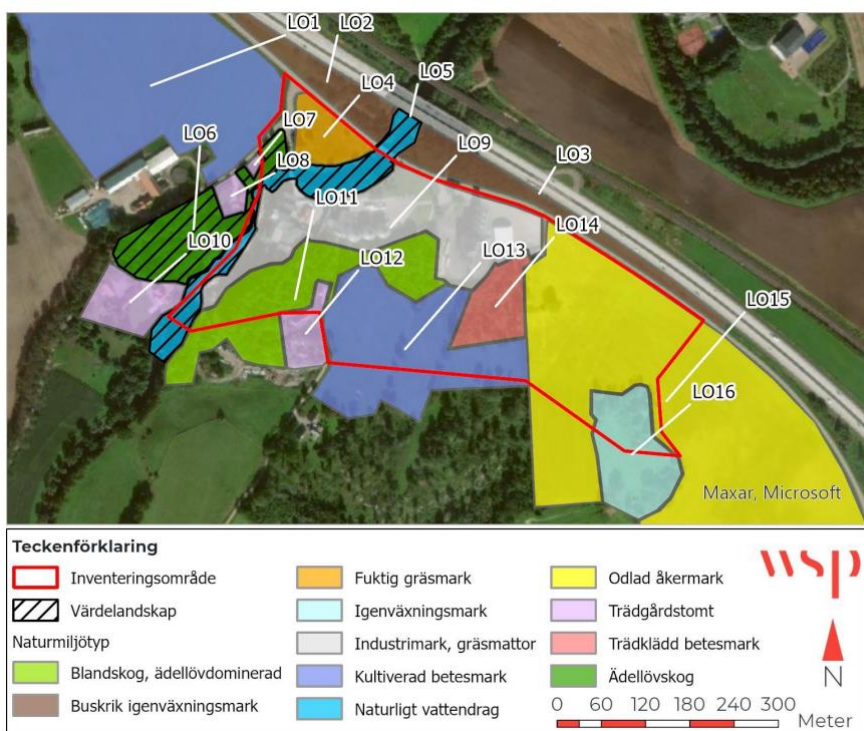 LO1
LO2
LO4
LO5
LO6
LO7
LO9
LO8
LO3
LO11
LO14
LO10
LO13
LO12
LO15
LO16
Maxar, Microsoft
Teckenförklaring
Inventeringsområde
Värdelandskap
Naturmiljötyp
Blandskog, ädellövdominerad
Buskrik igenväxningsmark
Fuktig gräsmark
Igenväxningsmark
Industrimark, gräsmattor
Kultiverad betesmark
Naturligt vattendrag
Odlad åkermark
Trädgårdstomt
Trädklädd betesmark
Ädellövskog
wsp
N
0 60 120 180 240 300
Meter